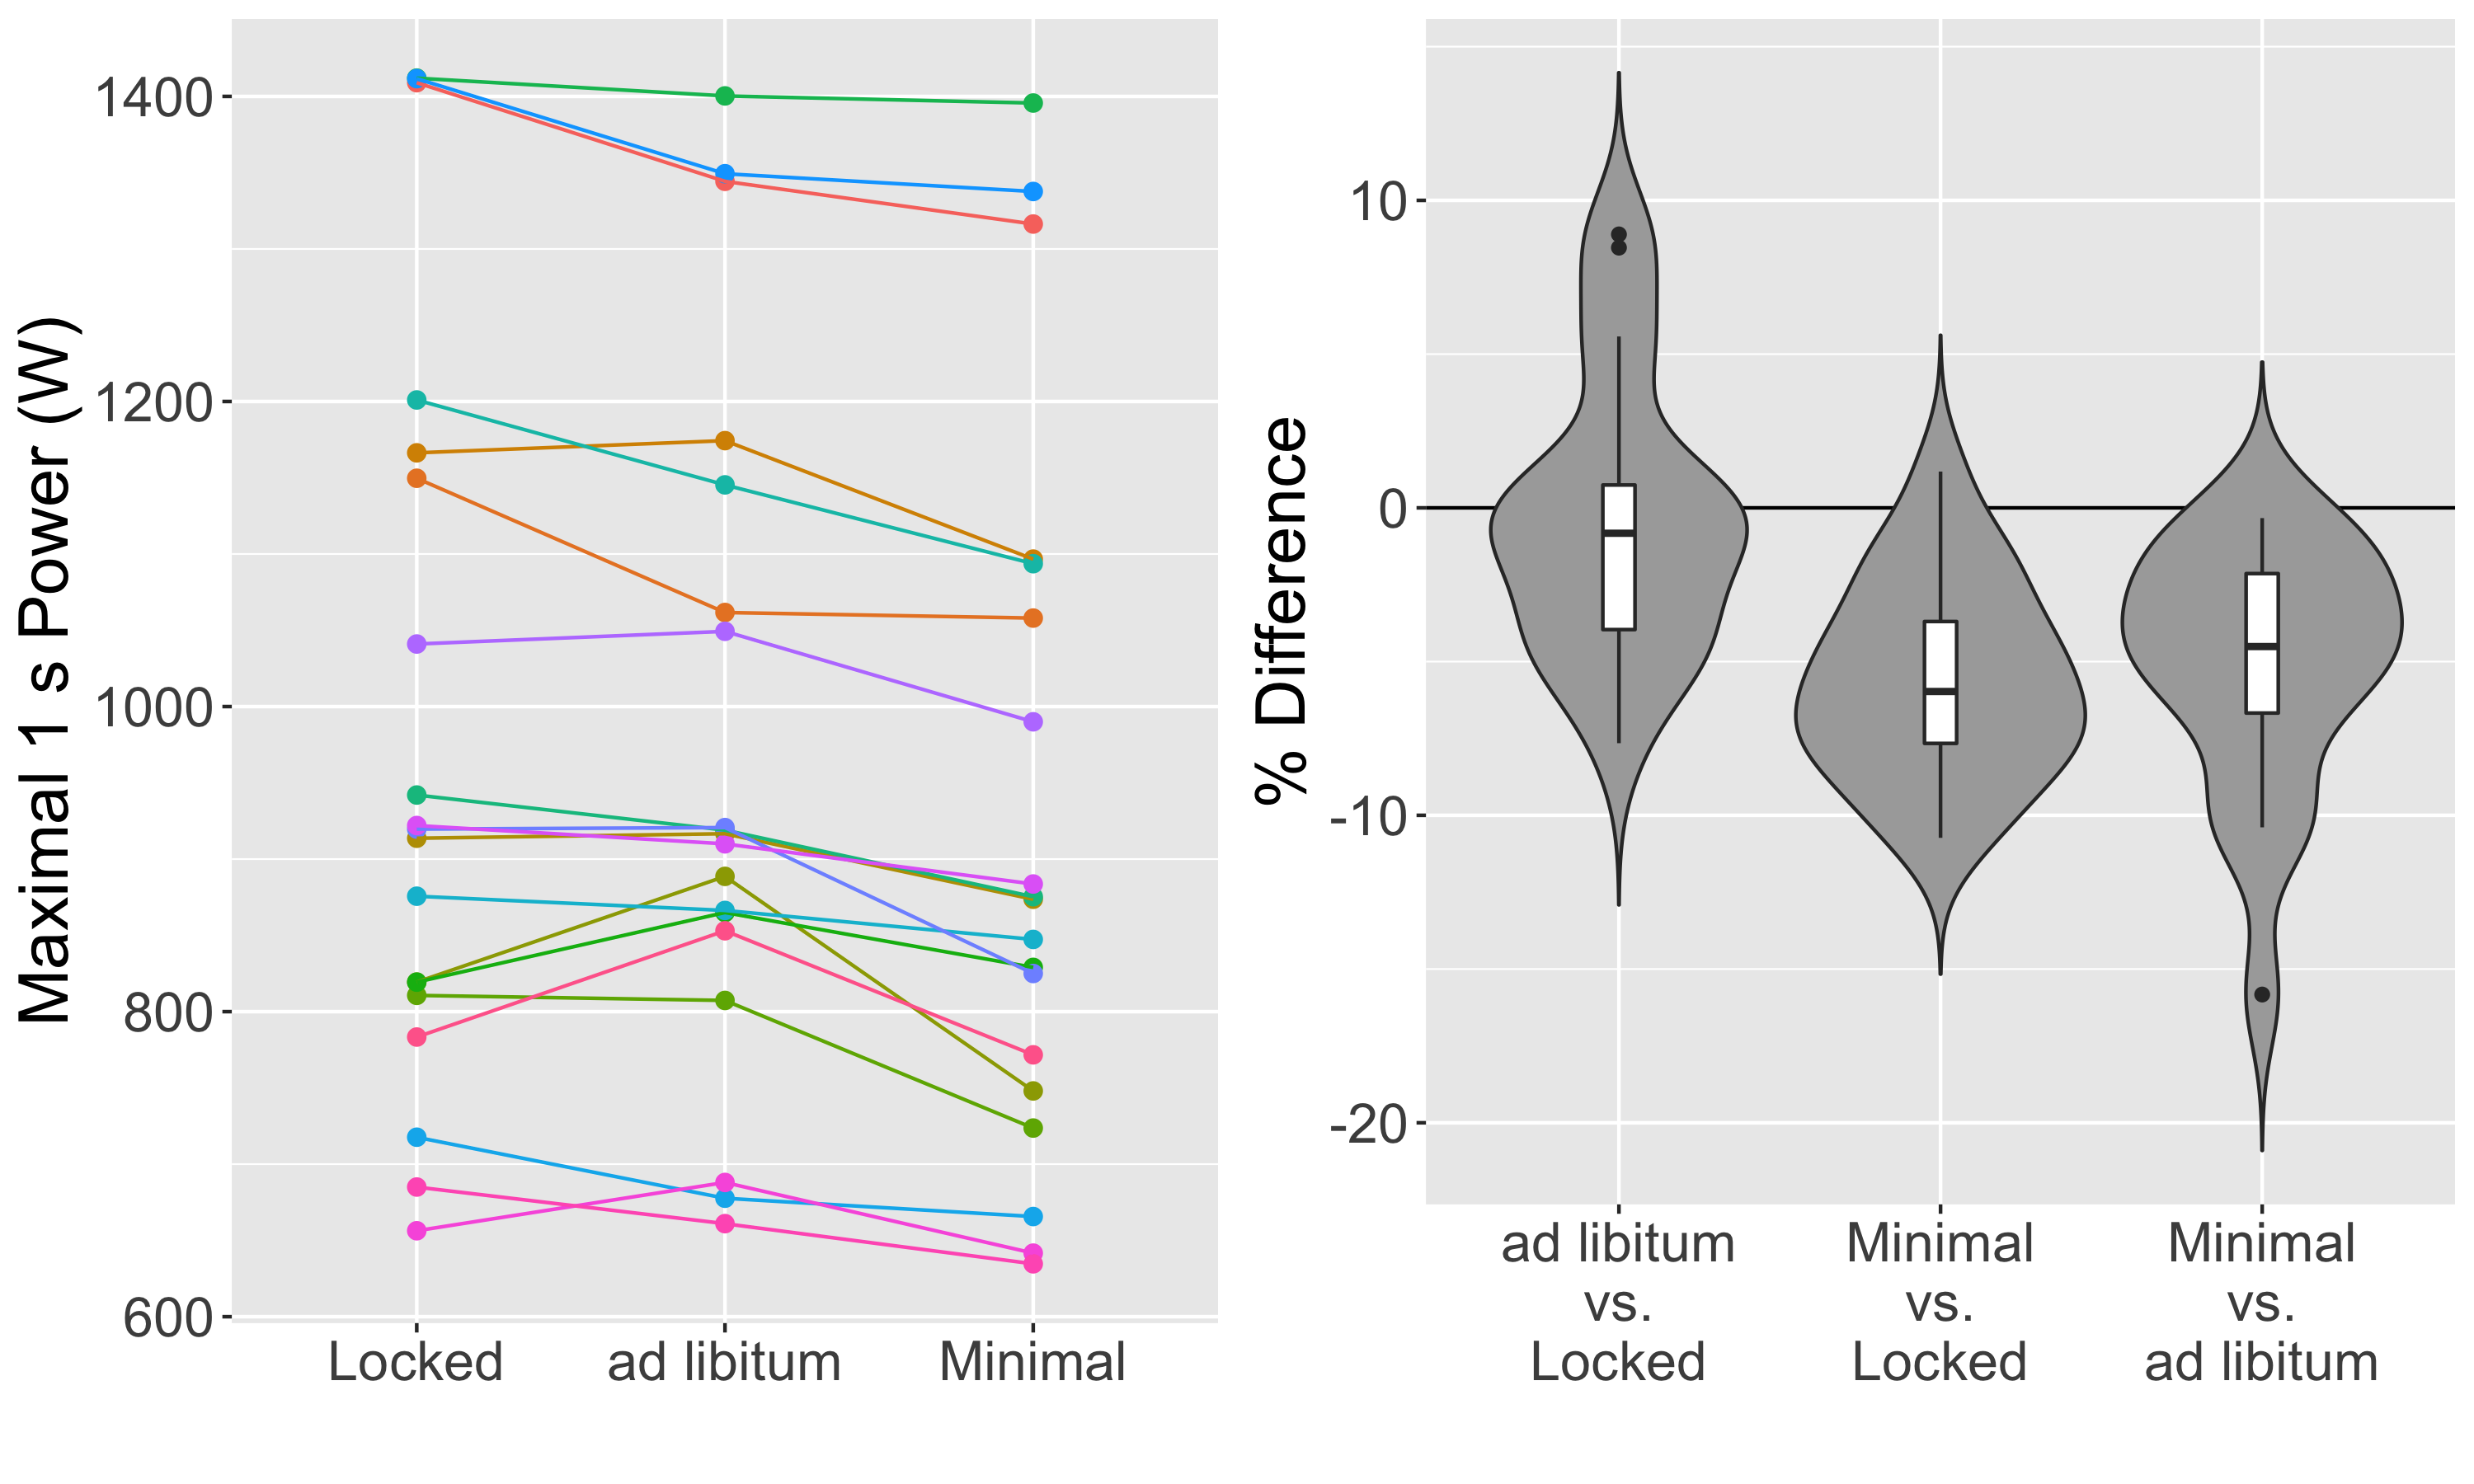 Maximal 1 s Power (W)
1400
1200
1000
800
600
Locked
ad libitum
Minimal
% Difference
10
0
-10
-20
ad libitum
vs.
Locked
Minimal
vs.
Locked
Minimal
vs.
ad libitum